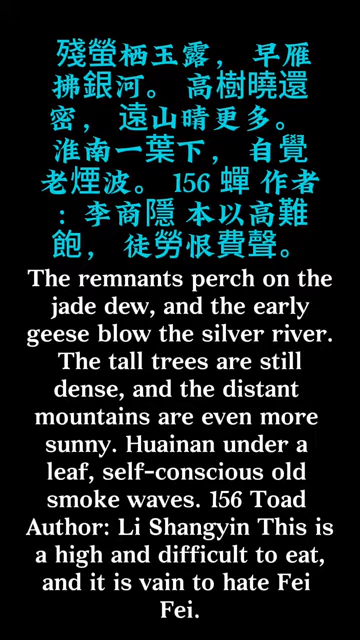 殘螢栖玉露， 早雁
拂銀河。 高樹曉還
密， 遠山晴更多。
淮南一葉下， 自覺
老煙波。 156 蟬 作者
：李商隱 本以高難
飽， 徒勞恨費聲。
The remnants perch on the
jade dew, and the early
geese blow the silver river.
The tall trees are still
dense, and the distant
mountains are even more
sunny. Huainan under a
leaf, self-conscious old
smoke waves. 156 Toad
Author: Li Shangyin This is
a high and difficult to eat,
and it is vain to hate Fei
Fei.